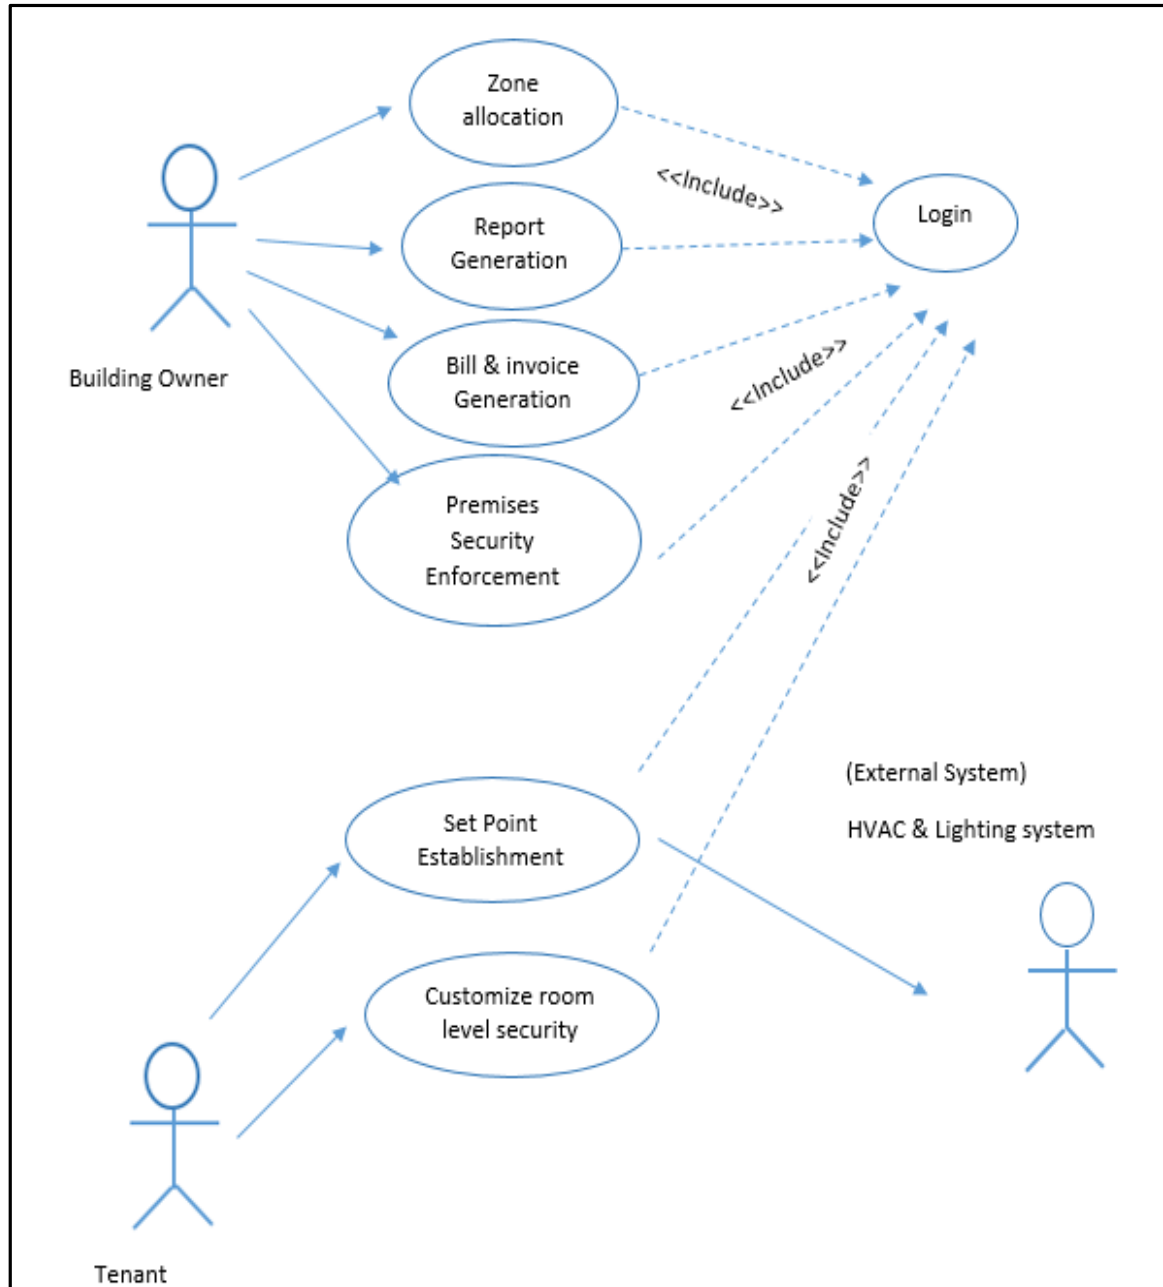 Zone
allocation
<<Include>>
Login
Report
Generation
Building Owner
Bill & invoice
Generation
<<Include>>
Premises
Security
Enforcement
<<Include>>
(External System)
HVAC & Lighting system
Set Point
Establishment
Customize room
level security
Tenant